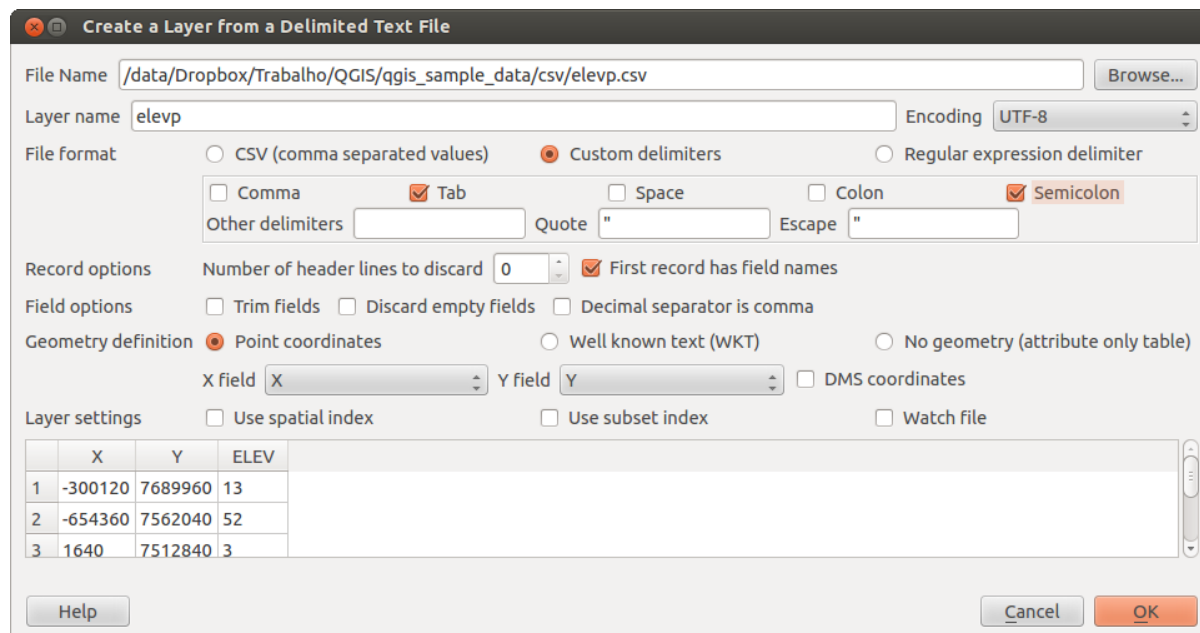 Create a Layer from a Delimited Text File
File Name /data/Dropbox/Trabalho/QGIS/qgis_sample_data/csv/elevp.csv Browse...
Layer name elevp Encoding UTF-8
File format CSV (comma separated values) Custom delimiters Regular expression delimiter
Comma Tab Space Colon Semicolon
Other delimiters Quote " Escape "
Record options Number of header lines to discard 0 First record has field names
Field options Trim fields Discard empty fields Decimal separator is comma
Geometry definition Point coordinates Well known text (WKT) No geometry (attribute only table)
X field X Y field Y DMS coordinates
Layer settings Use spatial index Use subset index Watch file
X Y ELEV
1 -300120 7689960 13
2 -654360 7562040 52
3 1640 7512840 3
Help Cancel OK